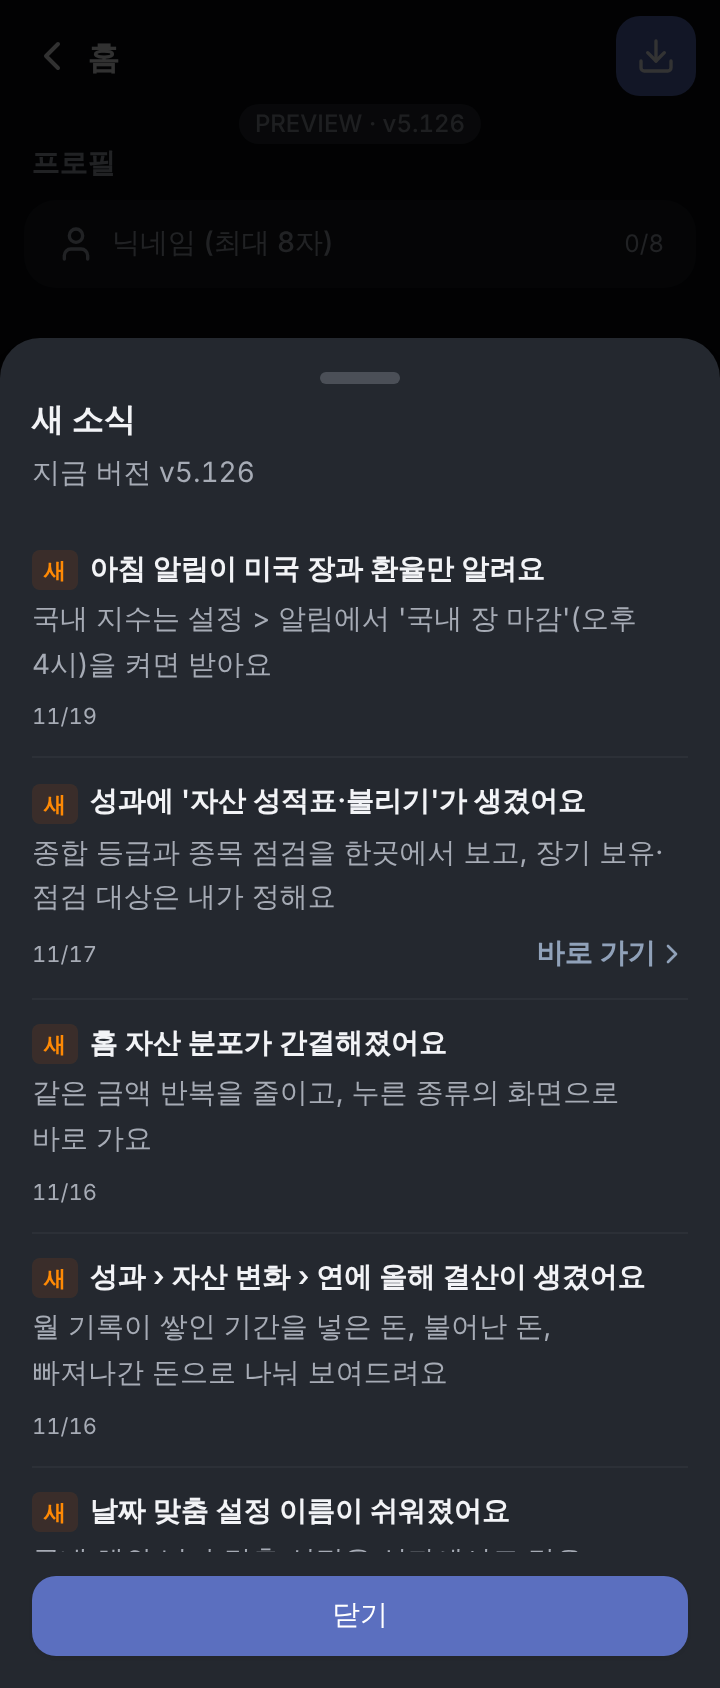 홈
PREVIEW · v5.126
프로필
닉네임 (최대 8자)
0/8
새 소식
지금 버전 v5.126
새 아침 알림이 미국 장과 환율만 알려요
국내 지수는 설정 > 알림에서 '국내 장 마감'(오후
4시)을 켜면 받아요
11/19
새 성과에 '자산 성적표·불리기'가 생겼어요
종합 등급과 종목 점검을 한곳에서 보고, 장기 보유·
점검 대상은 내가 정해요
11/17
바로 가기
새 홈 자산 분포가 간결해졌어요
같은 금액 반복을 줄이고, 누른 종류의 화면으로
바로 가요
11/16
새 성과 › 자산 변화 › 연에 올해 결산이 생겼어요
월 기록이 쌓인 기간을 넣은 돈, 불어난 돈,
빠져나간 돈으로 나눠 보여드려요
11/16
새 날짜 맞춤 설정 이름이 쉬워졌어요
닫기